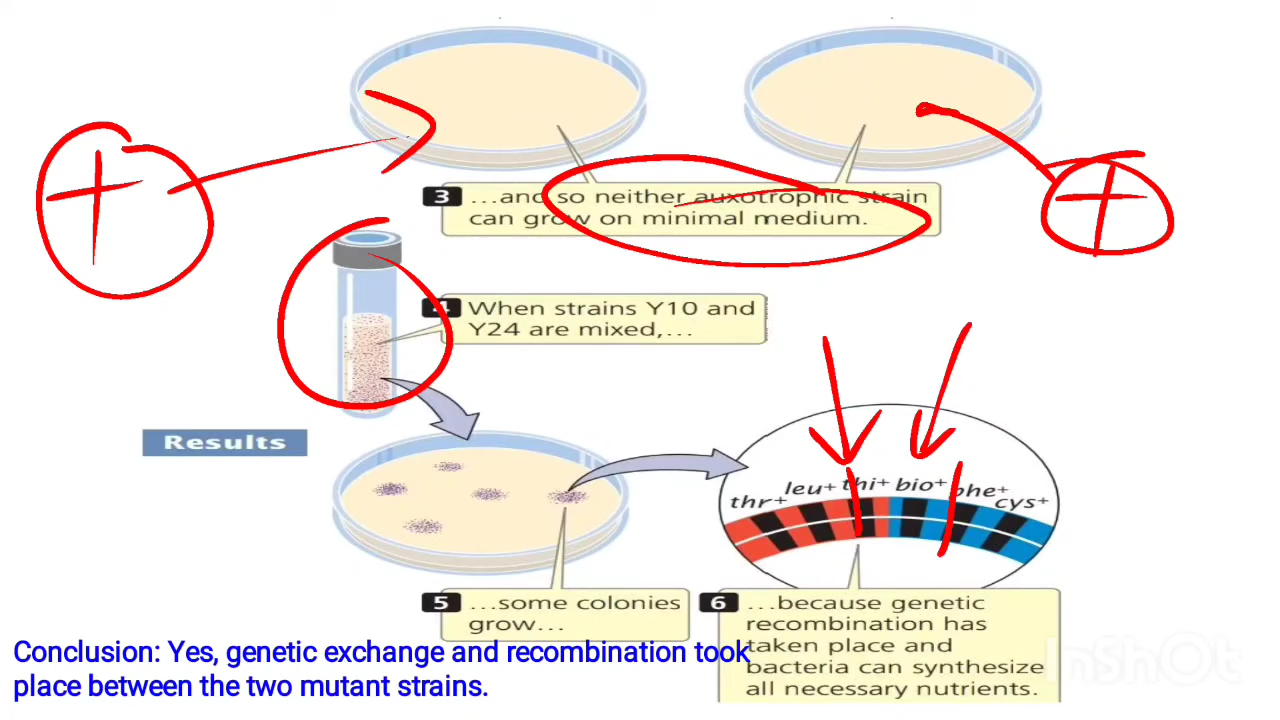 3 ...and so neither auxotrophic strain
can grow on minimal medium.
4 When strains Y10 and
Y24 are mixed,...
Results
thr+ leu+ thi+ bio+ phe+ cys+
5 ...some colonies
grow...
6 ...because genetic
recombination has
taken place and
bacteria can synthesize
all necessary nutrients.
Conclusion: Yes, genetic exchange and recombination took
place between the two mutant strains.
InShOt